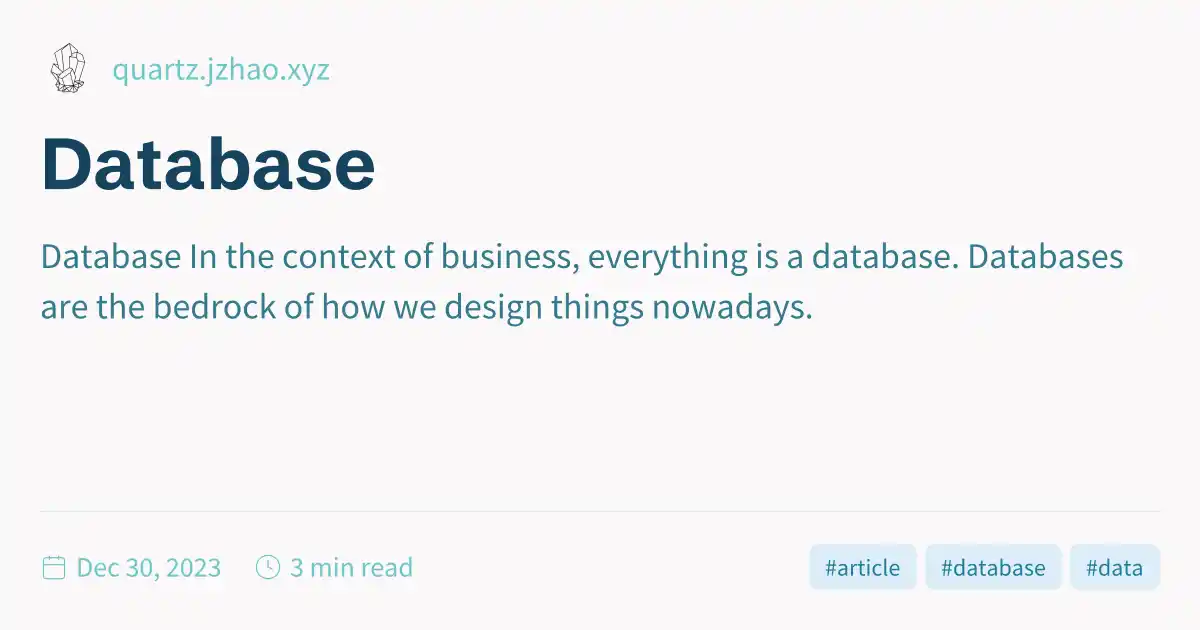 quartz.jzhao.xyz
Database
Database In the context of business, everything is a database. Databases
are the bedrock of how we design things nowadays.
Dec 30, 2023 3 min read #article #database #data